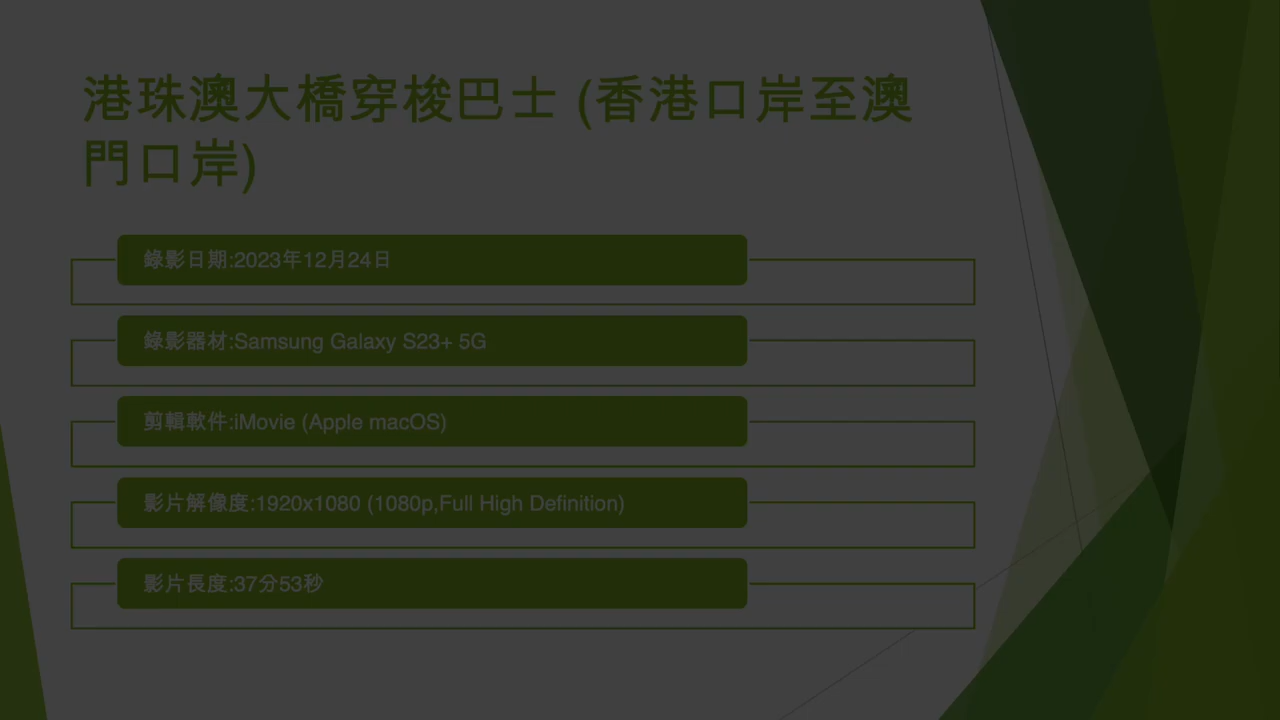 港珠澳大橋穿梭巴士 (香港口岸至澳
門口岸)
錄影日期:2023年12月24日
錄影器材:Samsung Galaxy S23+ 5G
剪輯軟件:iMovie (Apple macOS)
影片解像度:1920x1080 (1080p,Full High Definition)
影片長度:37分53秒